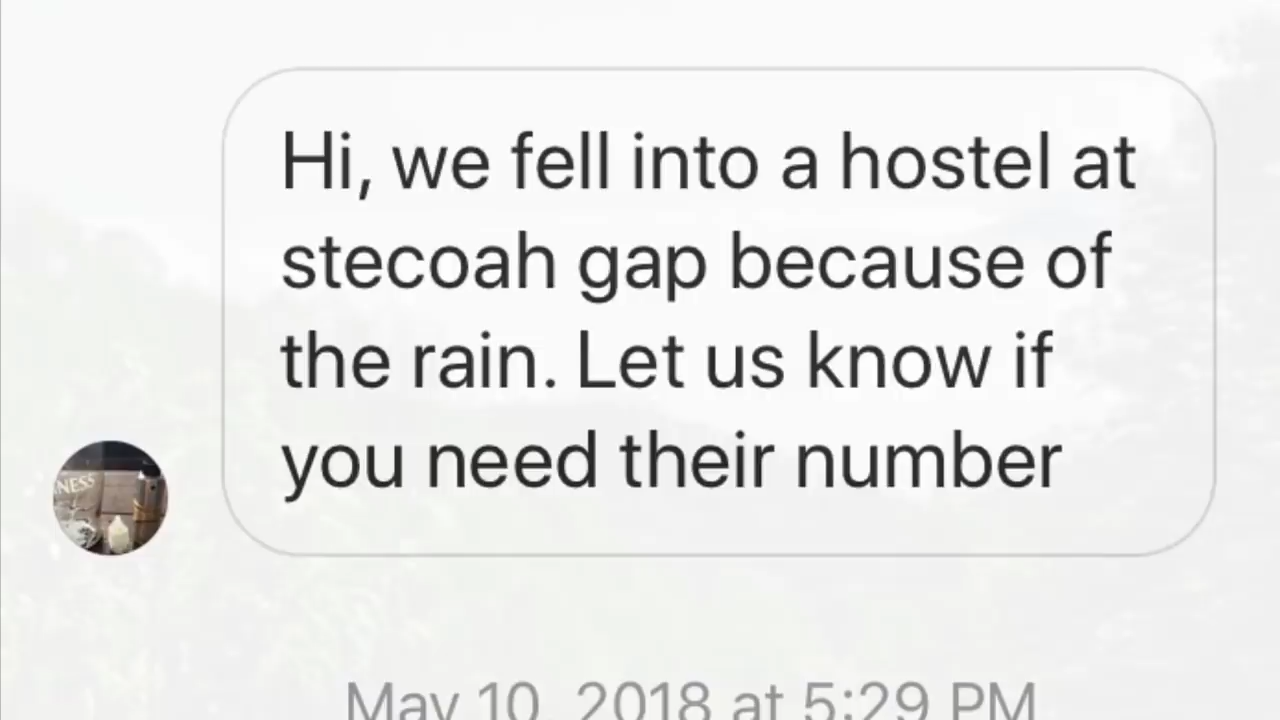 Hi, we fell into a hostel at
stecoah gap because of
the rain. Let us know if
you need their number
NESS
May 10, 2018 at 5:29 PM